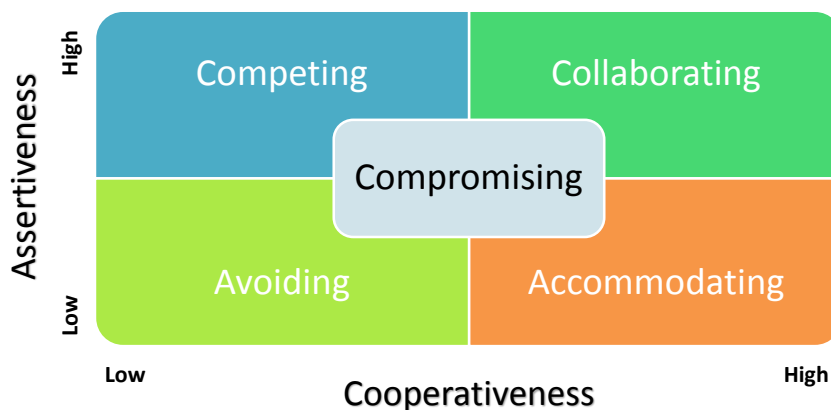 High
Assertiveness
Low
Competing
Collaborating
Compromising
Avoiding
Accommodating
Low
High
Cooperativeness